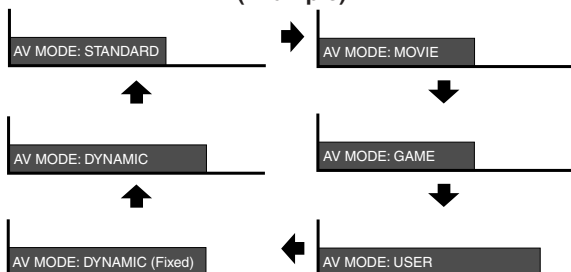 AV MODE: STANDARD
AV MODE: MOVIE
AV MODE: DYNAMIC
AV MODE: GAME
AV MODE: DYNAMIC (Fixed)
AV MODE: USER